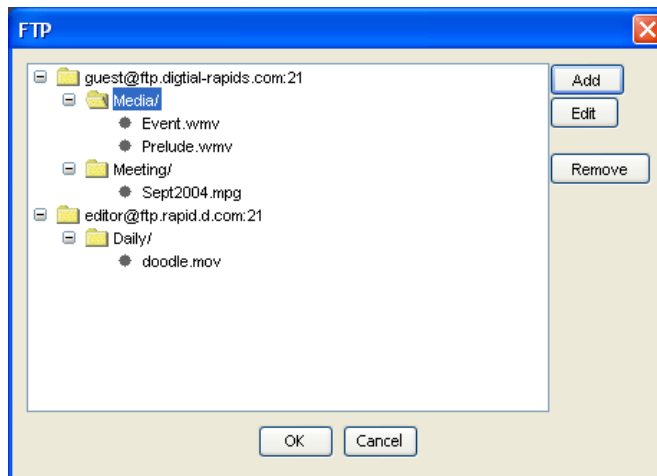 FTP
guest@ftp.digtial-rapids.com:21
Media/
Event.wmv
Prelude.wmv
Meeting/
Sept2004.mpg
editor@ftp.rapid.d.com:21
Daily/
doodle.mov
Add
Edit
Remove
OK
Cancel